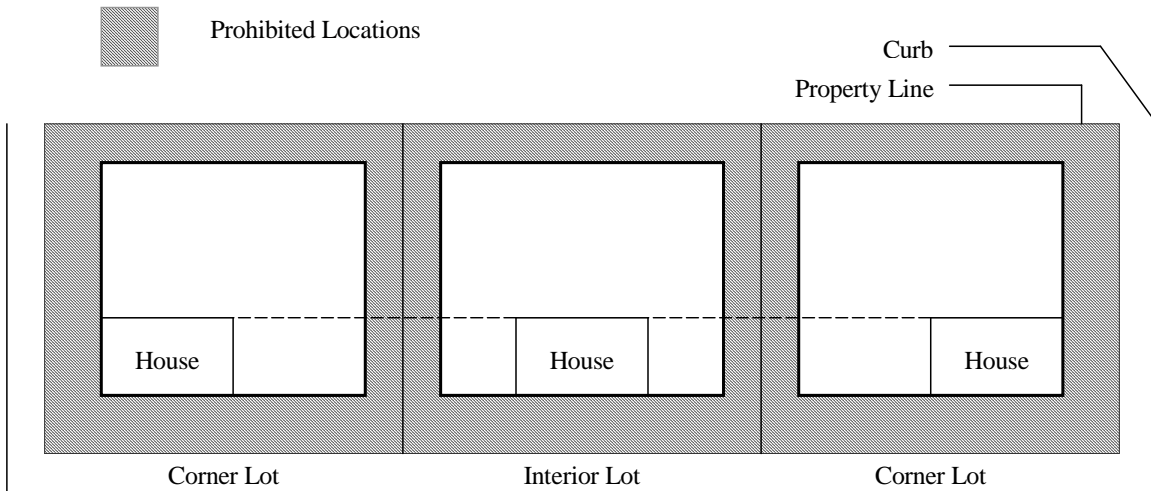 Prohibited Locations
Curb
Property Line
House
House
House
Corner Lot
Interior Lot
Corner Lot